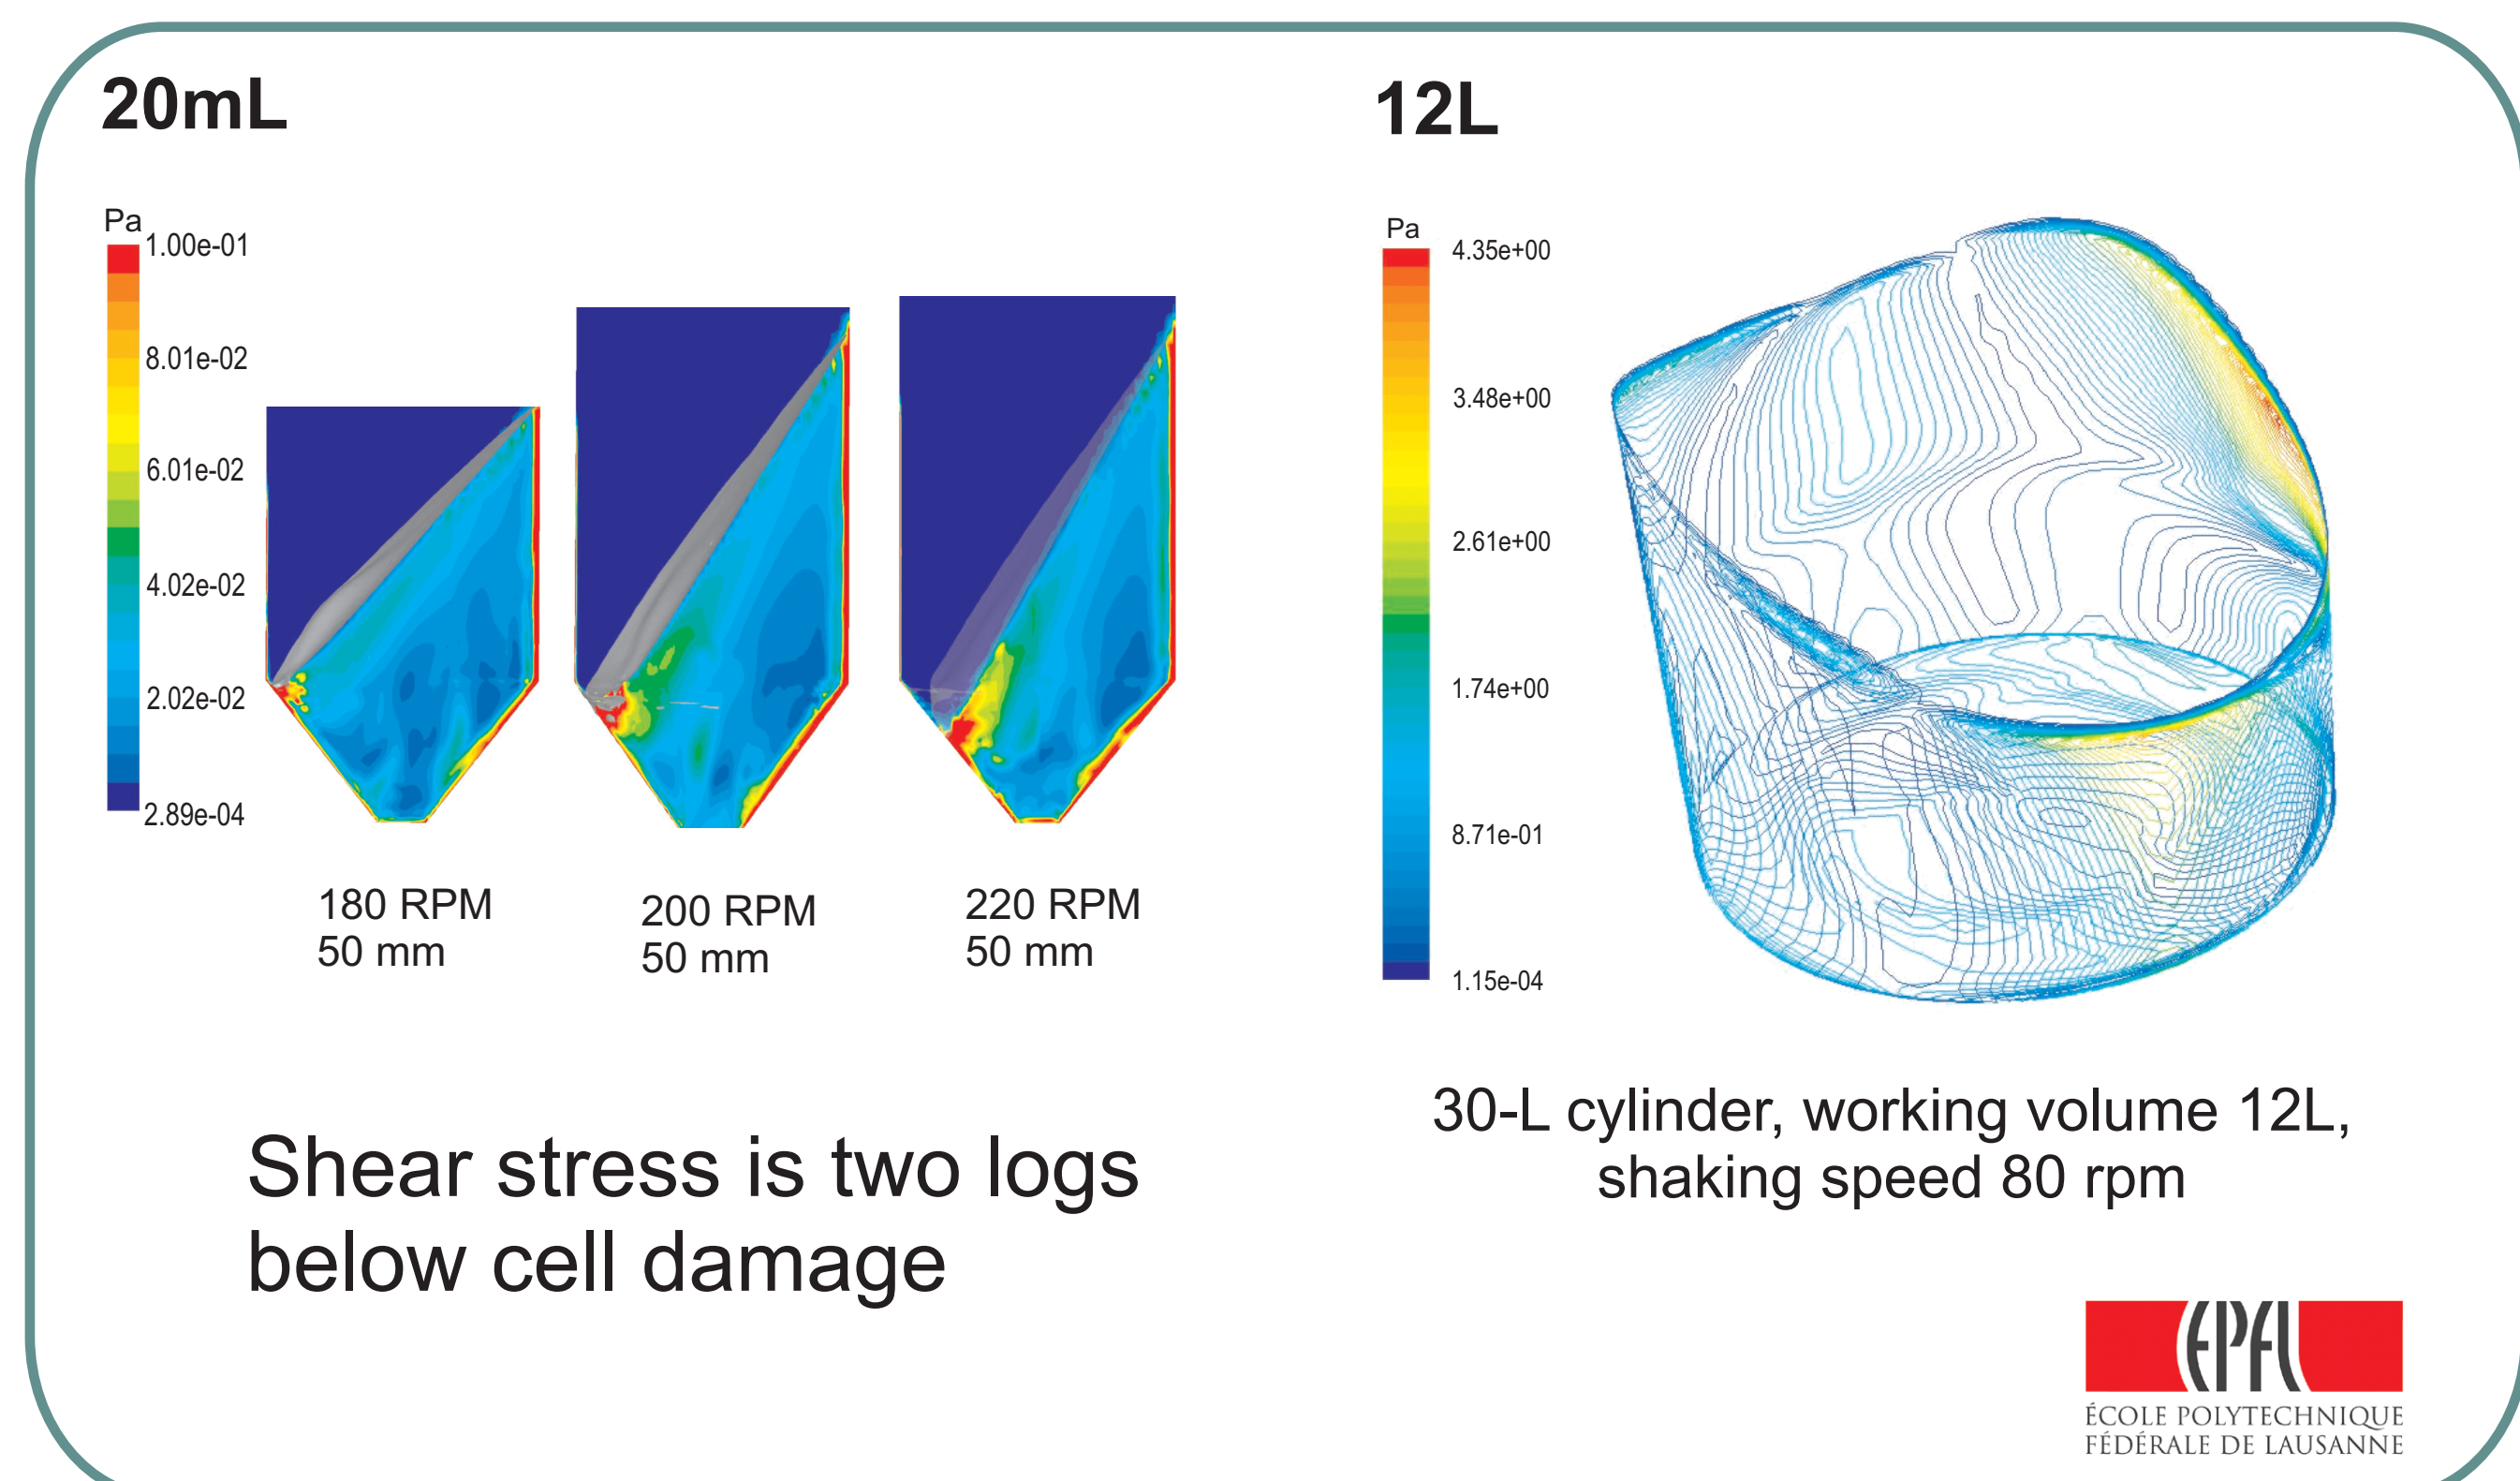 20mL
Pa
1.00e-01
8.01e-02
6.01e-02
4.02e-02
2.02e-02
2.89e-04
180 RPM
50 mm
200 RPM
50 mm
220 RPM
50 mm
Shear stress is two logs
below cell damage
12L
Pa
4.35e+00
3.48e+00
2.61e+00
1.74e+00
8.71e-01
1.15e-04
30-L cylinder, working volume 12L,
shaking speed 80 rpm
EPFL
ÉCOLE POLYTECHNIQUE
FÉDÉRALE DE LAUSANNE